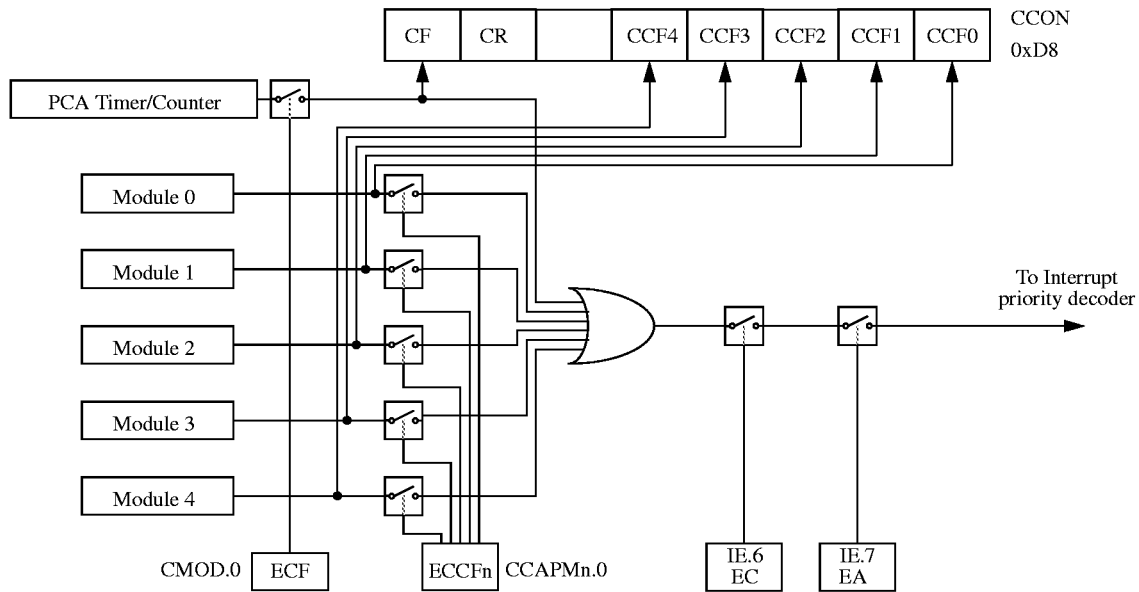 CF CR CCF4 CCF3 CCF2 CCF1 CCF0 CCON
0xD8
PCA Timer/Counter
Module 0
Module 1
To Interrupt
priority decoder
Module 2
Module 3
Module 4
CMOD.0 ECF ECCFn CCAPMn.0
IE.6
EC
IE.7
EA